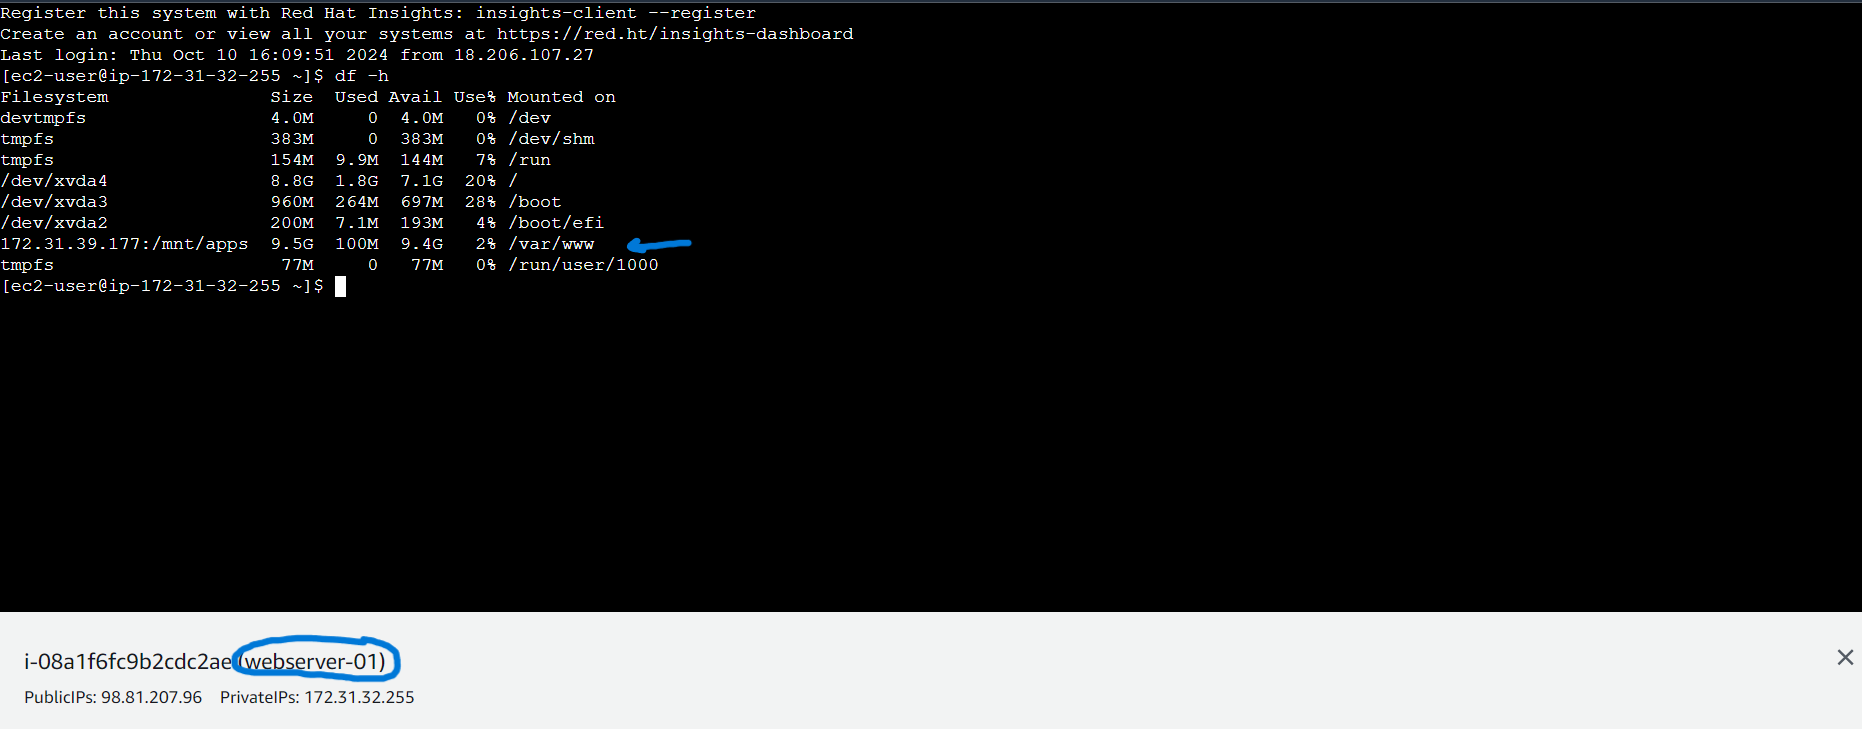 Register this system with Red Hat Insights: insights-client --register
Create an account or view all your systems at https://red.ht/insights-dashboard
Last login: Thu Oct 10 16:09:51 2024 from 18.206.107.27
[ec2-user@ip-172-31-32-255 ~]$ df -h
Filesystem               Size  Used Avail Use% Mounted on
devtmpfs                 4.0M     0  4.0M   0% /dev
tmpfs                    383M     0  383M   0% /dev/shm
tmpfs                    154M  9.9M  144M   7% /run
/dev/xvda4               8.8G  1.8G  7.1G  20% /
/dev/xvda3               960M  264M  697M  28% /boot
/dev/xvda2               200M  7.1M  193M   4% /boot/efi
172.31.39.177:/mnt/apps  9.5G  100M  9.4G   2% /var/www
tmpfs                     77M     0   77M   0% /run/user/1000
[ec2-user@ip-172-31-32-255 ~]$
i-08a1f6fc9b2cdc2ae (webserver-01)
PublicIPs: 98.81.207.96   PrivateIPs: 172.31.32.255